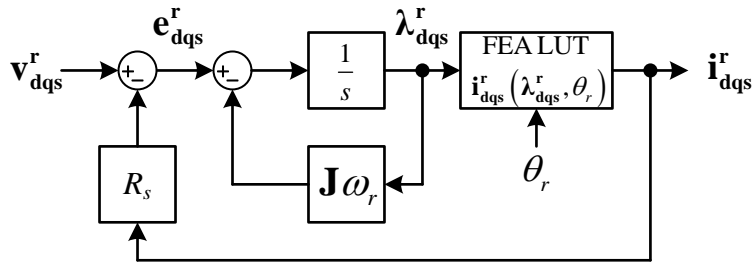 e^r_dqs
λ^r_dqs
v^r_dqs
+ −
+ −
1/s
FEA LUT
i^r_dqs (λ^r_dqs, θ_r)
i^r_dqs
R_s
Jω_r
θ_r